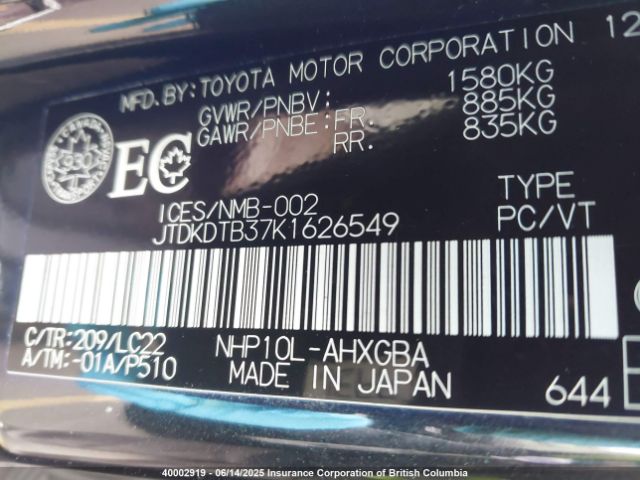 MFD.BY: TOYOTA MOTOR CORPORATION 12
GVWR/PNBV: 1580KG
GAWR/PNBE: FR. 885KG
RR. 835KG
930
EC
ICES/NMB-002
JTDKDTB37K1626549
TYPE
PC/VT
C/TR:209/LC22
A/TM:-01A/P510
NHP10L-AHXGBA
MADE IN JAPAN
644
40002919 - 06/14/2025 Insurance Corporation of British Columbia